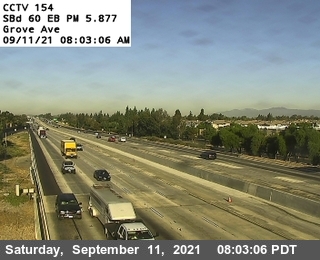 CCTV 154
SBd 60 EB PM 5.877
Grove Ave
09/11/21 08:03:06 AM
Saturday, September 11, 2021 08:03:06 PDT